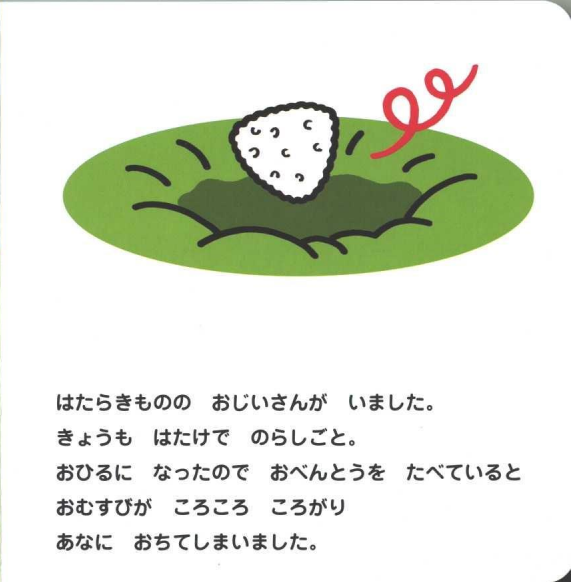 はたらきものの　おじいさんが　いました。
きょうも　はたけで　のらしごと。
おひるに　なったので　おべんとうを　たべていると
おむすびが　ころころ　ころがり
あなに　おちてしまいました。